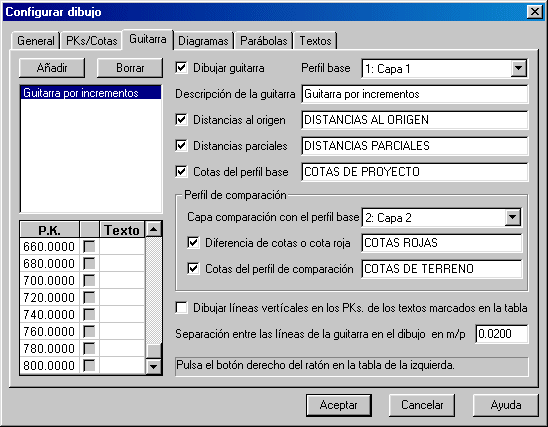 Configurar dibujo
General PKs/Cotas Guitarra Diagramas Parábolas Textos
Añadir Borrar
Guitarra por incrementos
P.K. Texto
660.0000
680.0000
700.0000
720.0000
740.0000
760.0000
780.0000
800.0000
Dibujar guitarra Perfil base 1: Capa 1
Descripción de la guitarra Guitarra por incrementos
Distancias al origen DISTANCIAS AL ORIGEN
Distancias parciales DISTANCIAS PARCIALES
Cotas del perfil base COTAS DE PROYECTO
Perfil de comparación
Capa comparación con el perfil base 2: Capa 2
Diferencia de cotas o cota roja COTAS ROJAS
Cotas del perfil de comparación COTAS DE TERRENO
Dibujar líneas vertícales en los PKs. de los textos marcados en la tabla
Separación entre las líneas de la guitarra en el dibujo en m/p 0.0200
Pulsa el botón derecho del ratón en la tabla de la izquierda.
Aceptar Cancelar Ayuda